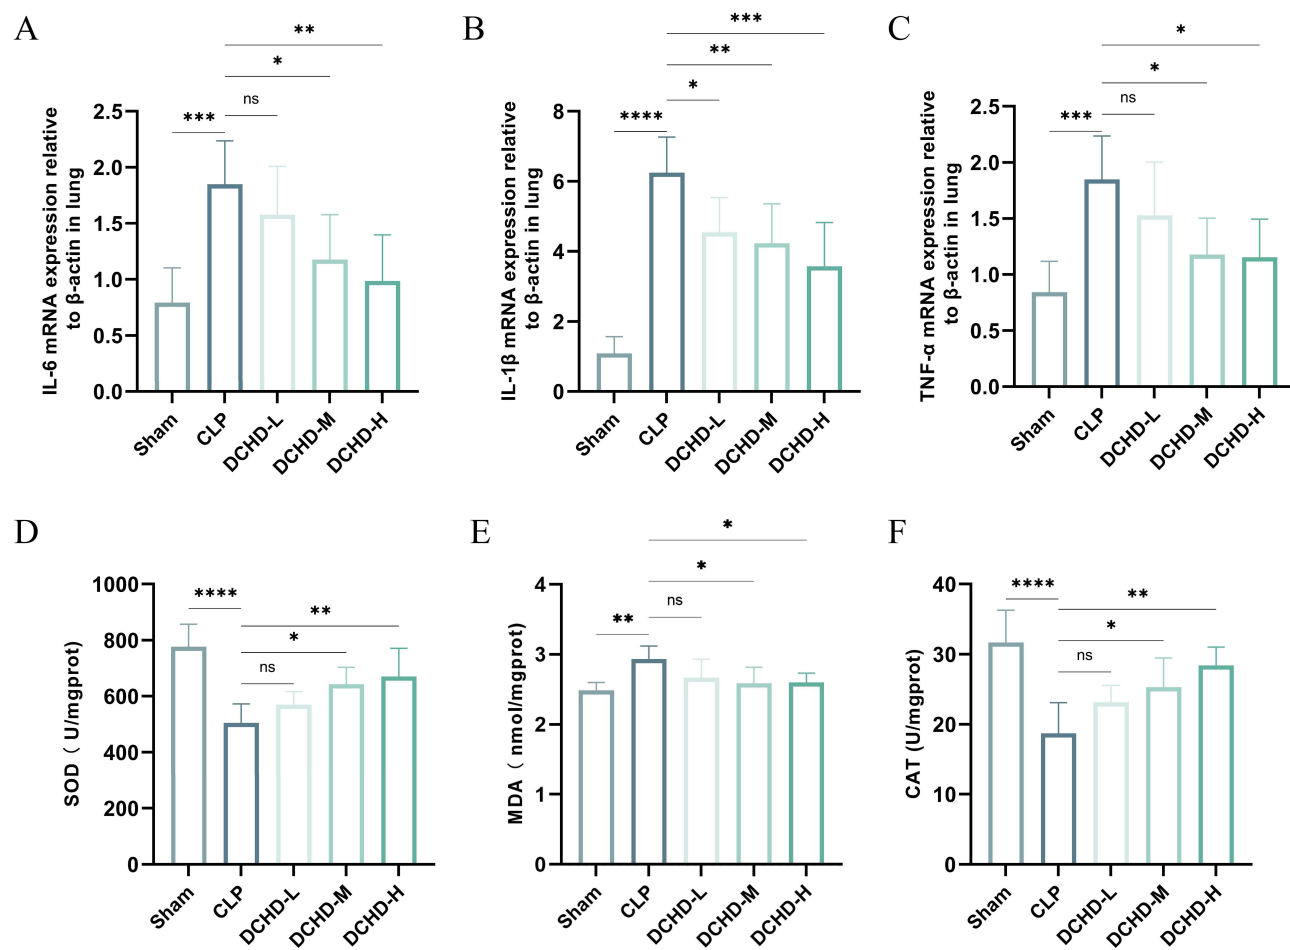 A
**
*
ns
***
IL-6 mRNA expression relative
to β-actin in lung
2.5
2.0
1.5
1.0
0.5
0.0
Sham
CLP
DCHD-L
DCHD-M
DCHD-H
B
***
**
*
****
IL-1β mRNA expression relative
to β-actin in lung
8
6
4
2
0
Sham
CLP
DCHD-L
DCHD-M
DCHD-H
C
*
*
ns
***
TNF-α mRNA expression relative
to β-actin in lung
2.5
2.0
1.5
1.0
0.5
0.0
Sham
CLP
DCHD-L
DCHD-M
DCHD-H
D
****
**
*
ns
SOD（ U/mgprot)
1000
800
600
400
200
0
Sham
CLP
DCHD-L
DCHD-M
DCHD-H
E
*
*
ns
**
MDA（ nmol/mgprot)
4
3
2
1
0
Sham
CLP
DCHD-L
DCHD-M
DCHD-H
F
****
**
*
ns
CAT (U/mgprot)
40
30
20
10
0
Sham
CLP
DCHD-L
DCHD-M
DCHD-H